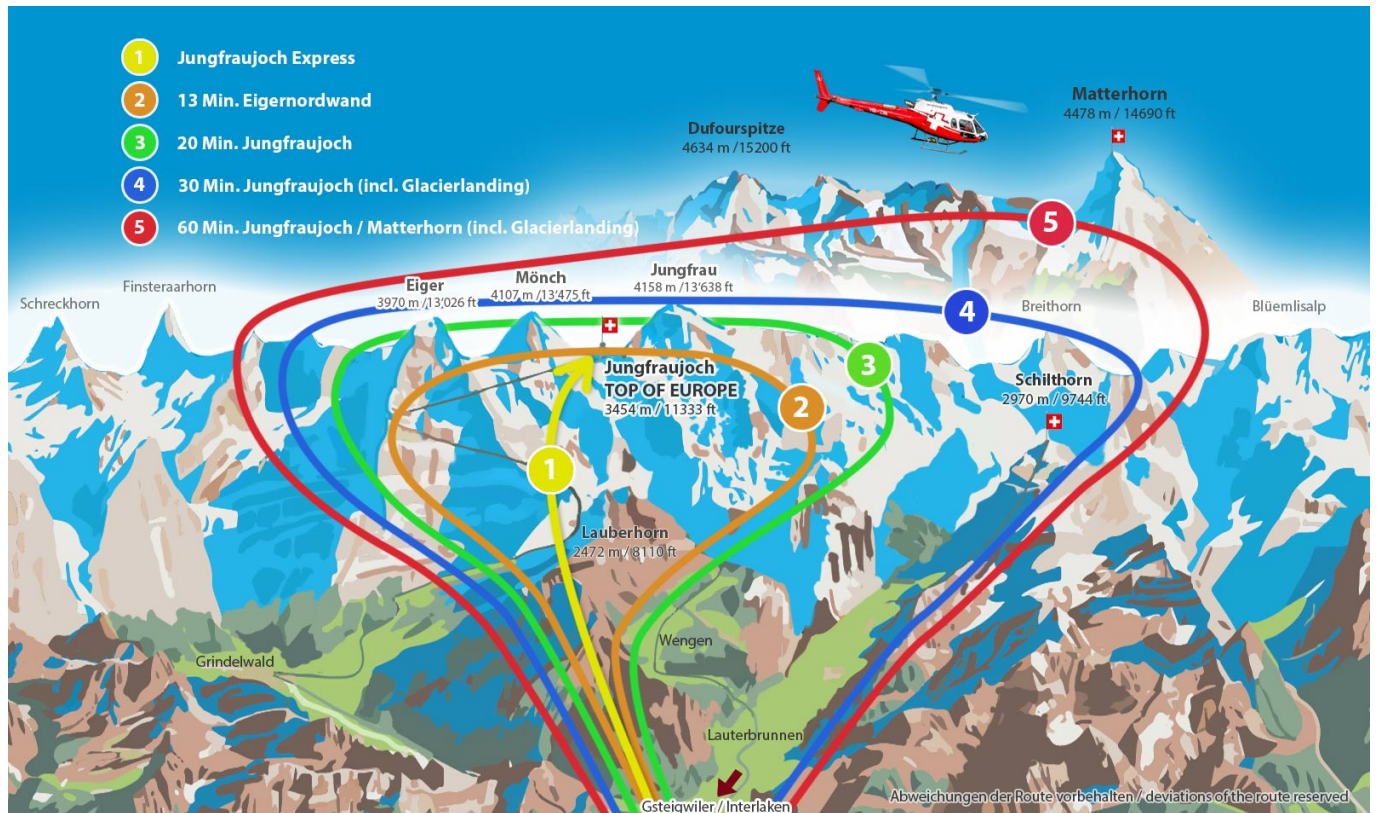 1 Jungfraujoch Express
2 13 Min. Eigernordwand
3 20 Min. Jungfraujoch
4 30 Min. Jungfraujoch (incl. Glacierlanding)
5 60 Min. Jungfraujoch / Matterhorn (incl. Glacierlanding)
Matterhorn
4478 m / 14690 ft
Dufourspitze
4634 m /15200 ft
5
Schreckhorn
Finsteraarhorn
Eiger
3970 m /13'026 ft
Mönch
4107 m /13'475 ft
Jungfrau
4158 m /13'638 ft
4
Breithorn
Blüemlisalp
3
Jungfraujoch
TOP OF EUROPE
3454 m / 11333 ft
2
Schilthorn
2970 m / 9744 ft
1
Lauberhorn
2472 m / 8110 ft
Grindelwald
Wengen
Lauterbrunnen
Gsteigwiler / Interlaken
Abweichungen der Route vorbehalten / deviations of the route reserved